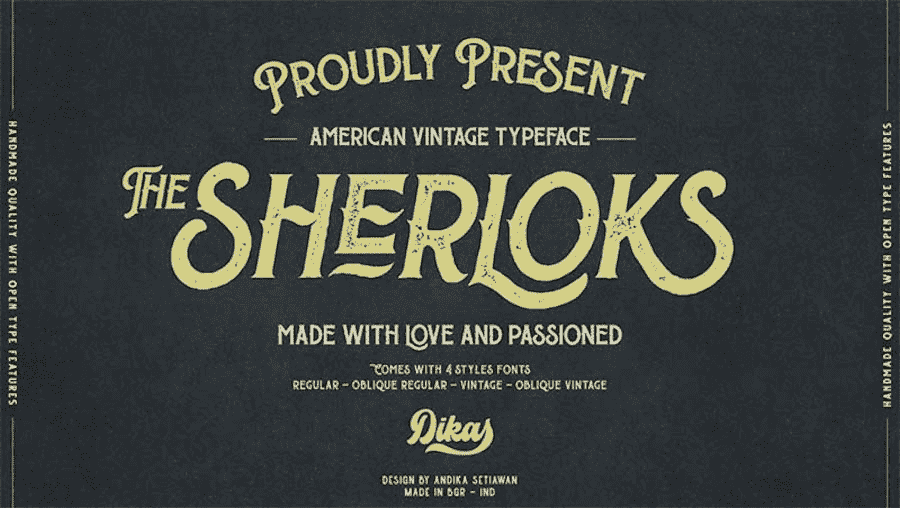 PROUDLY PRESENT
AMERICAN VINTAGE TYPEFACE
THE SHERLOKS
MADE WITH LOVE AND PASSIONED
COMES WITH 4 STYLES FONTS
REGULAR – OBLIQUE REGULAR – VINTAGE – OBLIQUE VINTAGE
Dikas
DESIGN BY ANDIKA SETIAWAN
MADE IN BGR – IND
HANDMADE QUALITY WITH OPEN TYPE FEATURES
HANDMADE QUALITY WITH OPEN TYPE FEATURES